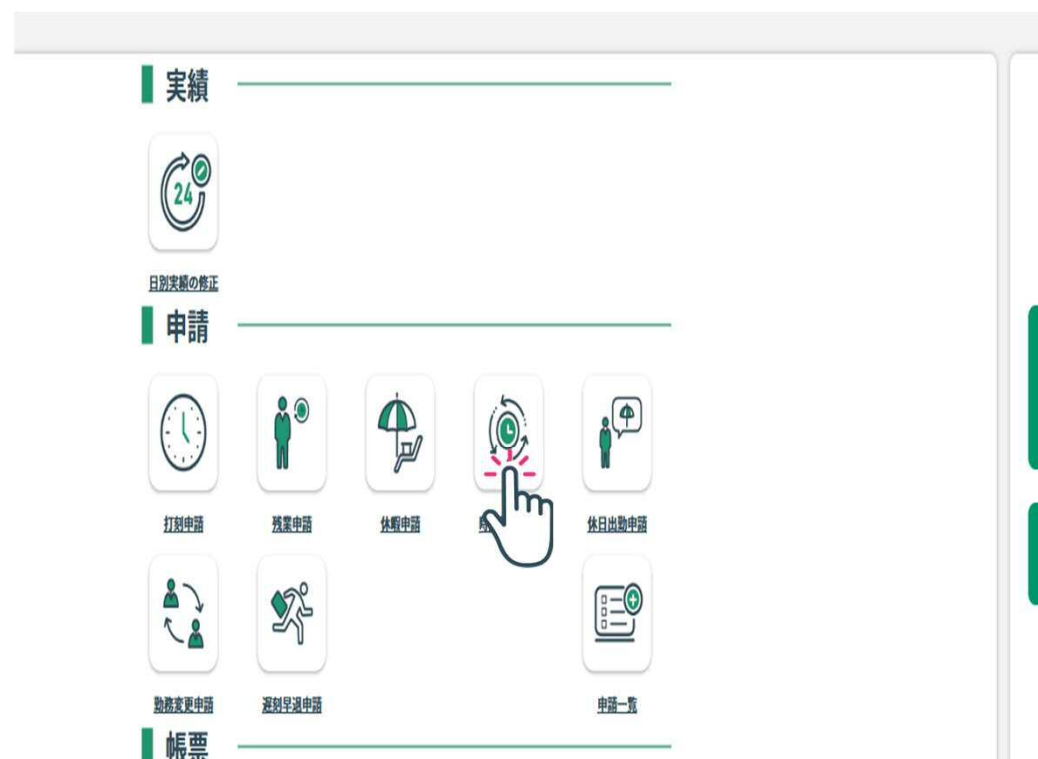 実績
24
日別実績の修正
申請
打刻申請
残業申請
休暇申請
休日出勤申請
勤務変更申請
遅刻早退申請
申請一覧
帳票